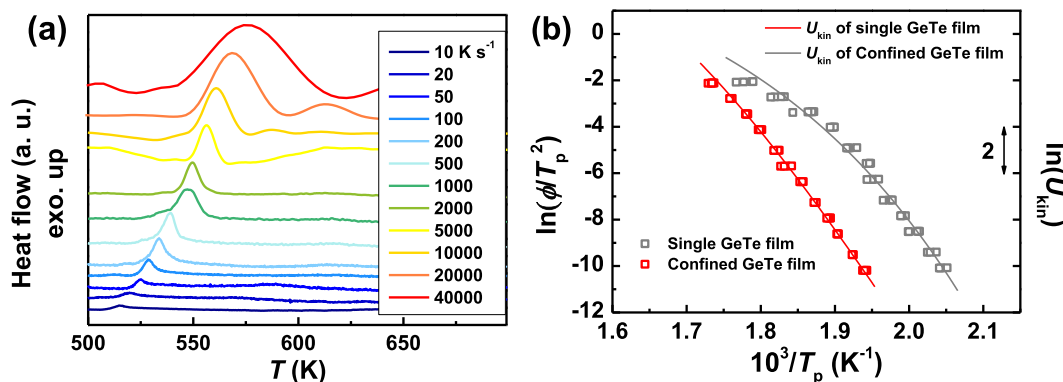 (a)
Heat flow (a. u.)
exo. up
10 K s⁻¹
20
50
100
200
500
1000
2000
5000
10000
20000
40000
500 550 600 650
T (K)
(b)
U_kin of single GeTe film
U_kin of Confined GeTe film
ln(ϕ/T_p²)
0
-2
-4
-6
-8
-10
-12
2
ln(U_kin)
Single GeTe film
Confined GeTe film
1.6 1.7 1.8 1.9 2.0 2.1
10³/T_p (K⁻¹)